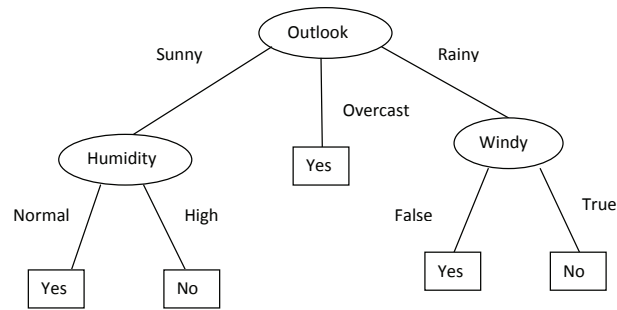 Outlook
Sunny
Rainy
Overcast
Humidity
Yes
Windy
Normal
High
False
True
Yes
No
Yes
No